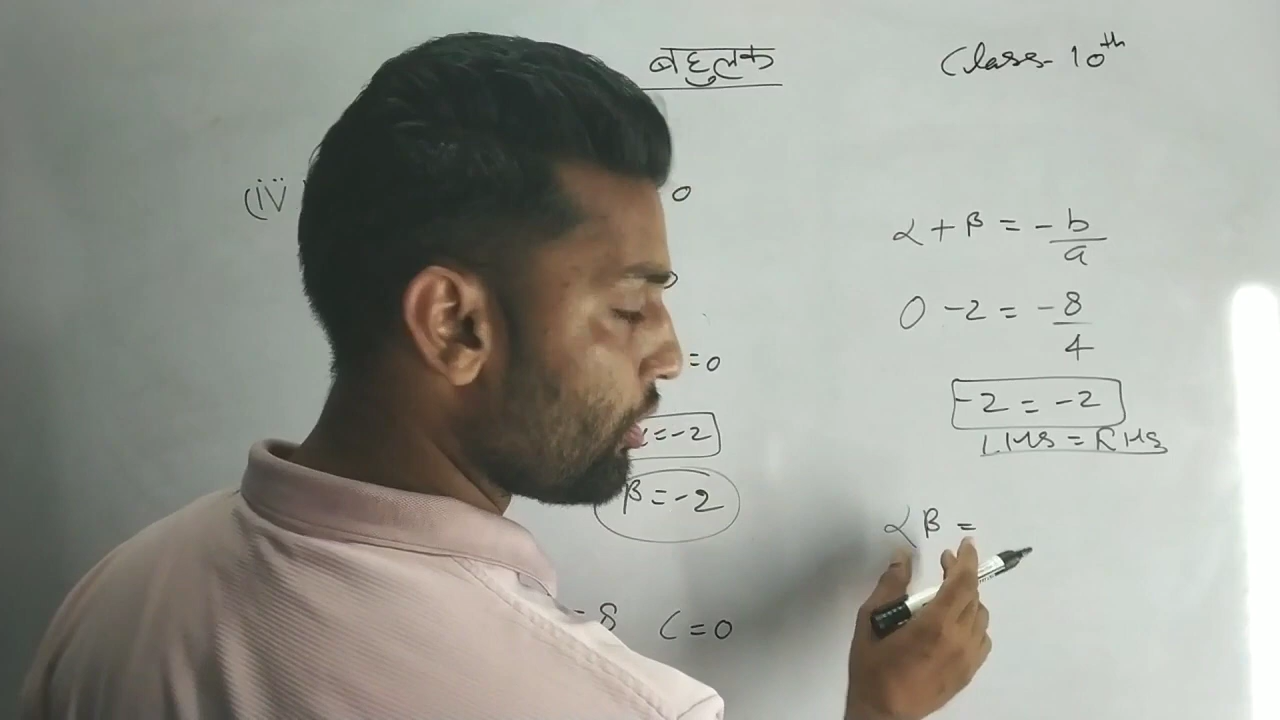 बहुलक
Class- 10th
(iv
0
α + β = -b/a
0 - 2 = -8/4
= 0
-2 = -2
= -2
LHS = RHS
β = -2
αβ =
= 8 C = 0